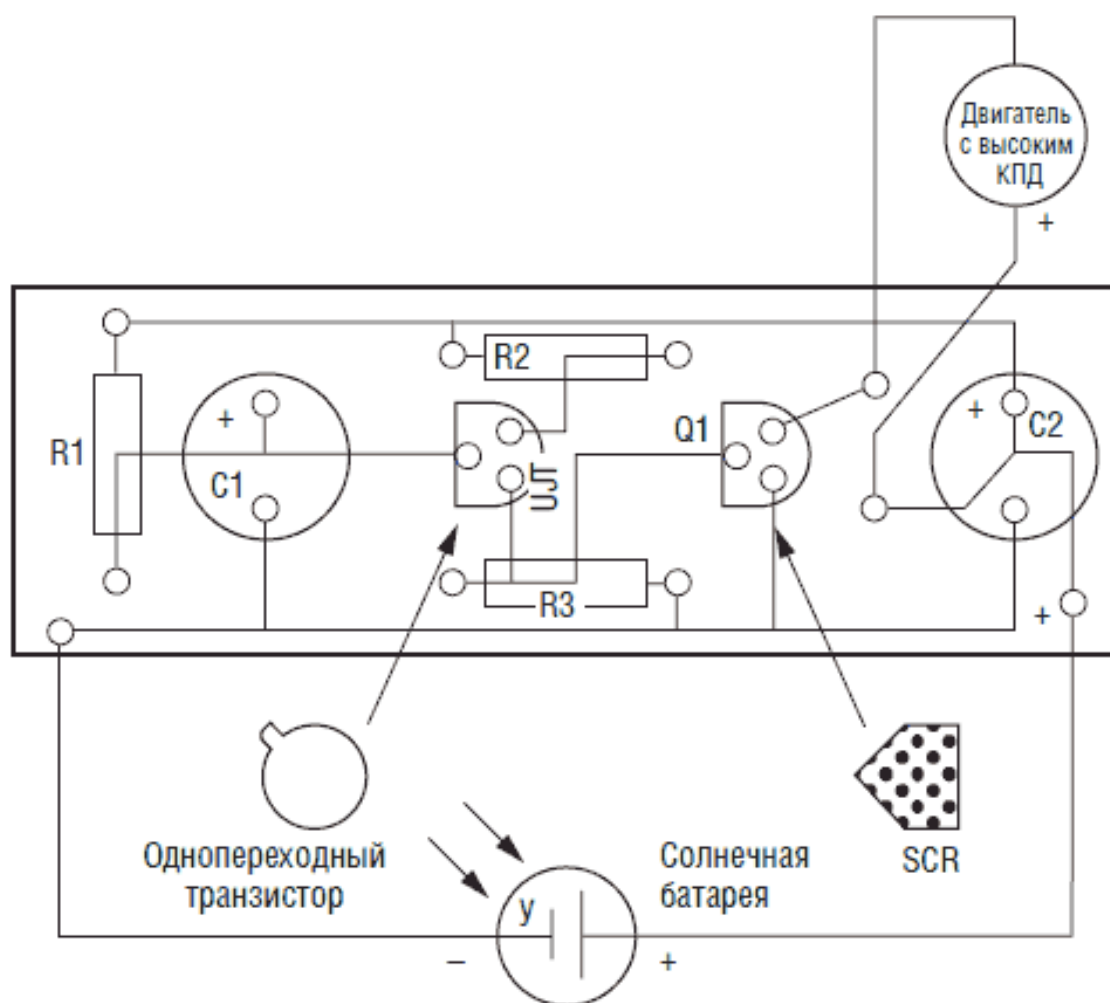 Двигатель
с высоким
КПД
+
R2
+
Q1
+
C2
R1
C1
UJT
R3
+
Однопереходный
транзистор
Солнечная
батарея
SCR
У
–
+